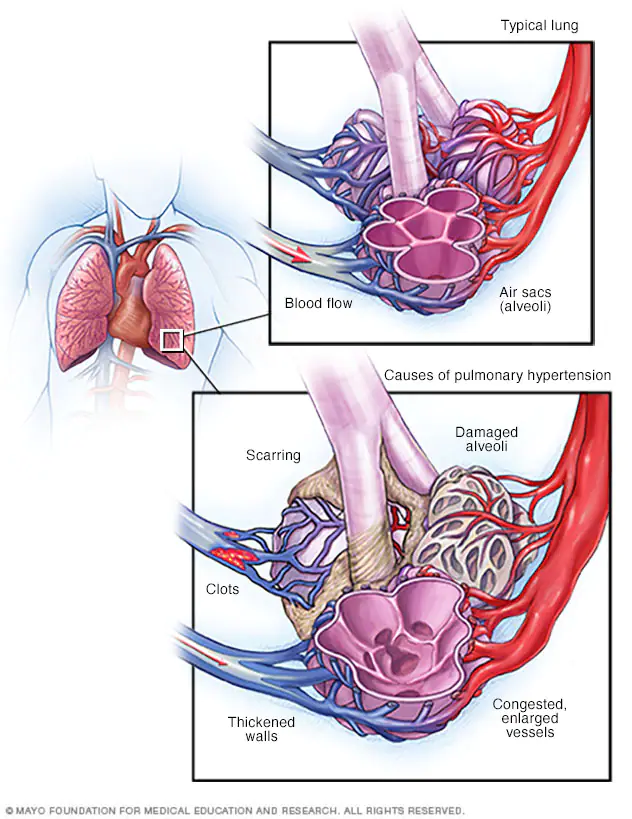 Typical lung
Blood flow
Air sacs
(alveoli)
Causes of pulmonary hypertension
Scarring
Damaged
alveoli
Clots
Thickened
walls
Congested,
enlarged
vessels
© MAYO FOUNDATION FOR MEDICAL EDUCATION AND RESEARCH. ALL RIGHTS RESERVED.